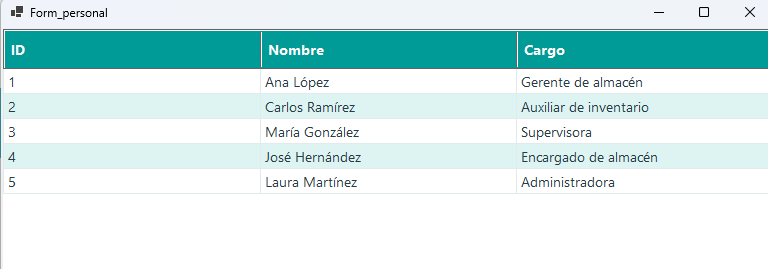 Form_personal
ID Nombre Cargo
1 Ana López Gerente de almacén
2 Carlos Ramírez Auxiliar de inventario
3 María González Supervisora
4 José Hernández Encargado de almacén
5 Laura Martínez Administradora